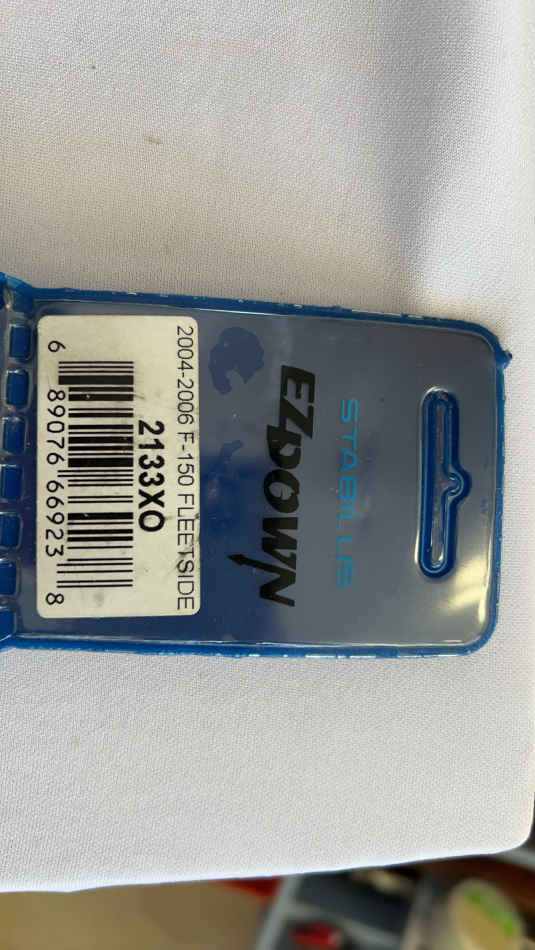 STABILUS
EZDOWN
2004-2006 F-150 FLEETSIDE
2133XO
6 89076 66923 8